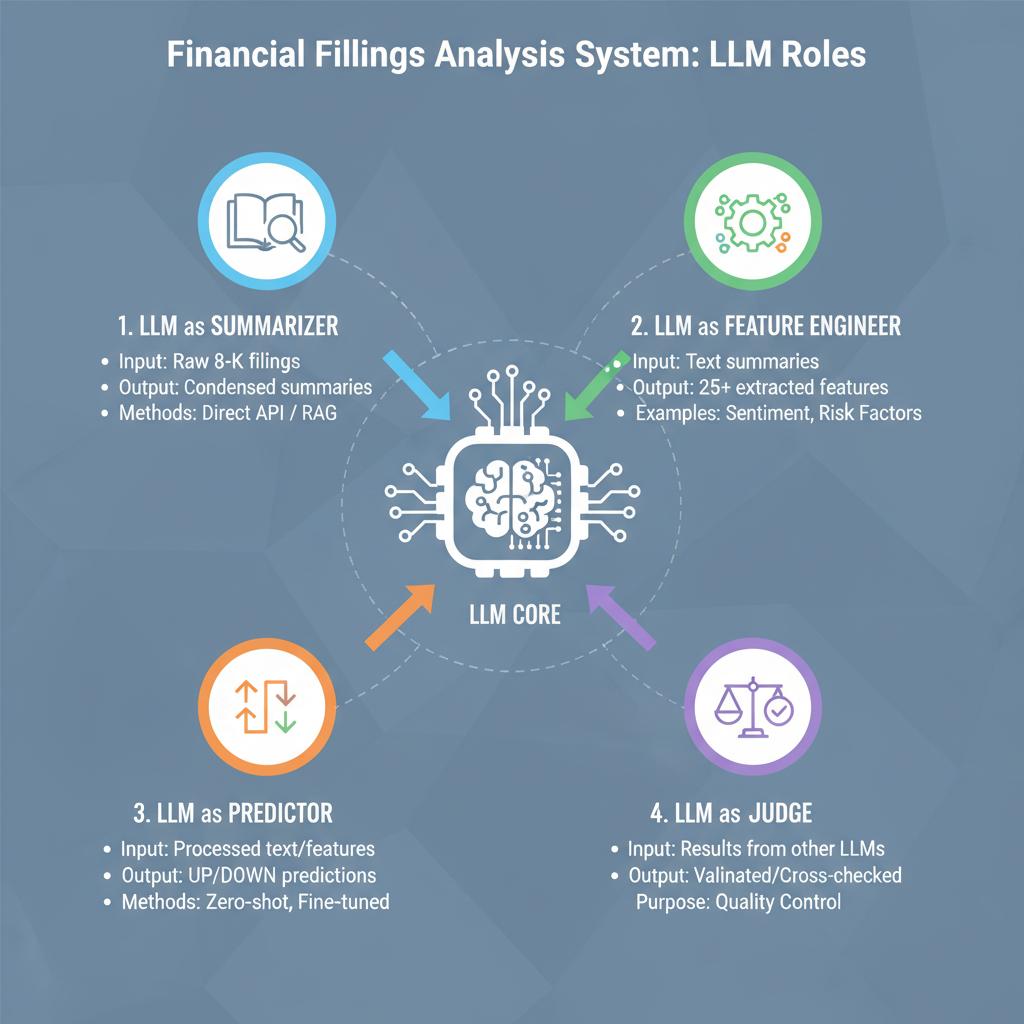 Financial Fillings Analysis System: LLM Roles
1. LLM as SUMMARIZER
• Input: Raw 8-K filings
• Output: Condensed summaries
• Methods: Direct API / RAG
2. LLM as FEATURE ENGINEER
Input: Text summaries
• Output: 25+ extracted features
• Examples: Sentiment, Risk Factors
LLM CORE
3. LLM as PREDICTOR
• Input: Processed text/features
• Output: UP/DOWN predictions
• Methods: Zero-shot, Fine-tuned
4. LLM as JUDGE
• Input: Results from other LLMs
• Output: Valinated/Cross-checked
Purpose: Quality Control